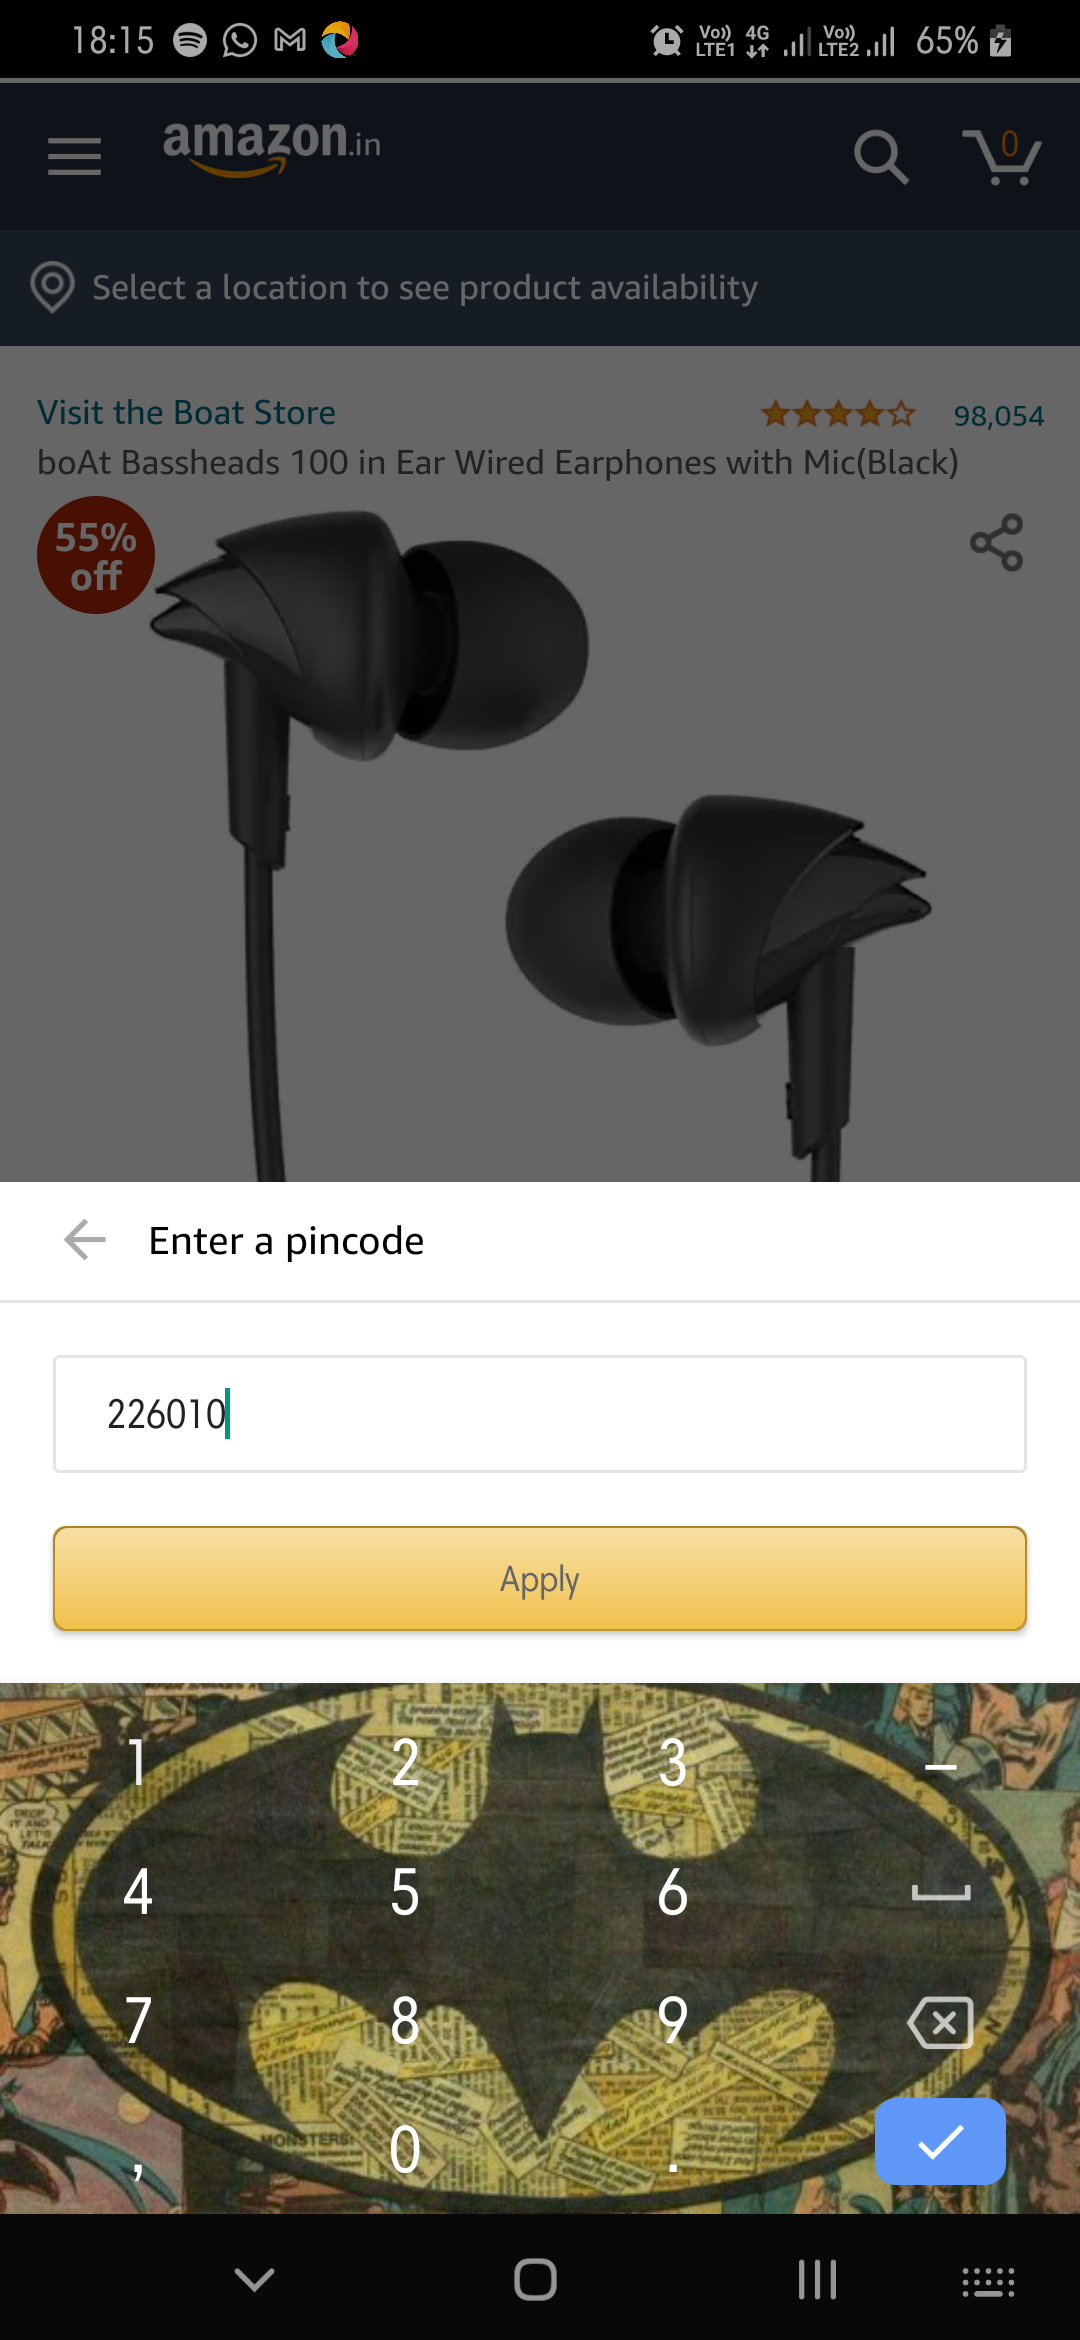 18:15
Vo)) LTE1 4G Vo)) LTE2 65%
amazon.in
0
Select a location to see product availability
Visit the Boat Store 98,054
boAt Bassheads 100 in Ear Wired Earphones with Mic(Black)
55%
off
Enter a pincode
226010
Apply
1 2 3 –
4 5 6
7 8 9
, 0 .
MONSTERS!